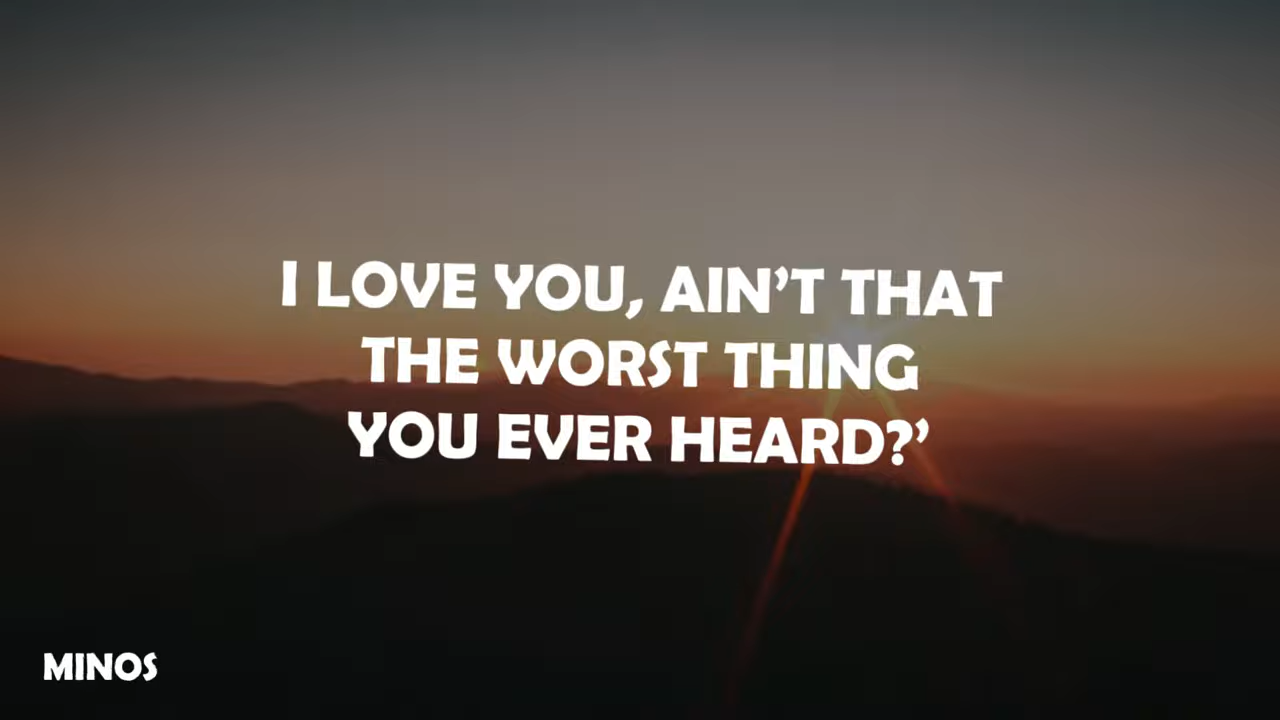 I LOVE YOU, AIN’T THAT
THE WORST THING
YOU EVER HEARD?’
MINOS